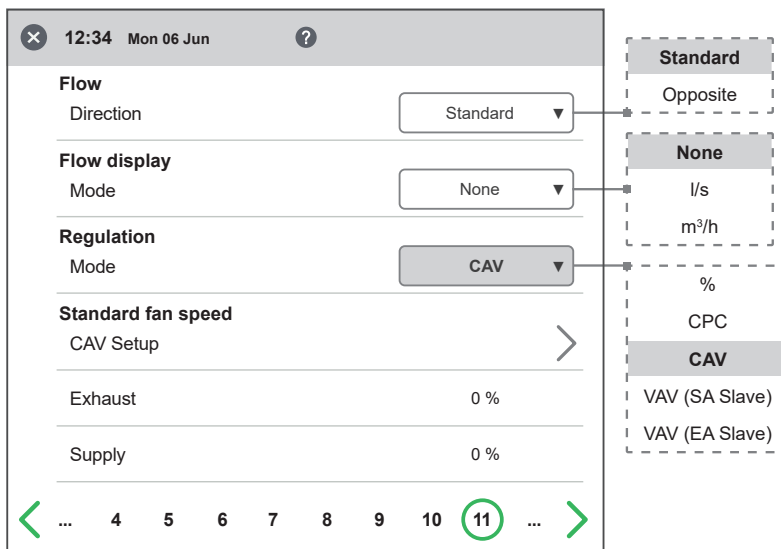 12:34 Mon 06 Jun ?
Flow
Direction Standard ▼
Flow display
Mode None ▼
Regulation
Mode CAV ▼
Standard fan speed
CAV Setup
Exhaust 0 %
Supply 0 %
... 4 5 6 7 8 9 10 11 ...
Standard
Opposite
None
l/s
m³/h
%
CPC
CAV
VAV (SA Slave)
VAV (EA Slave)